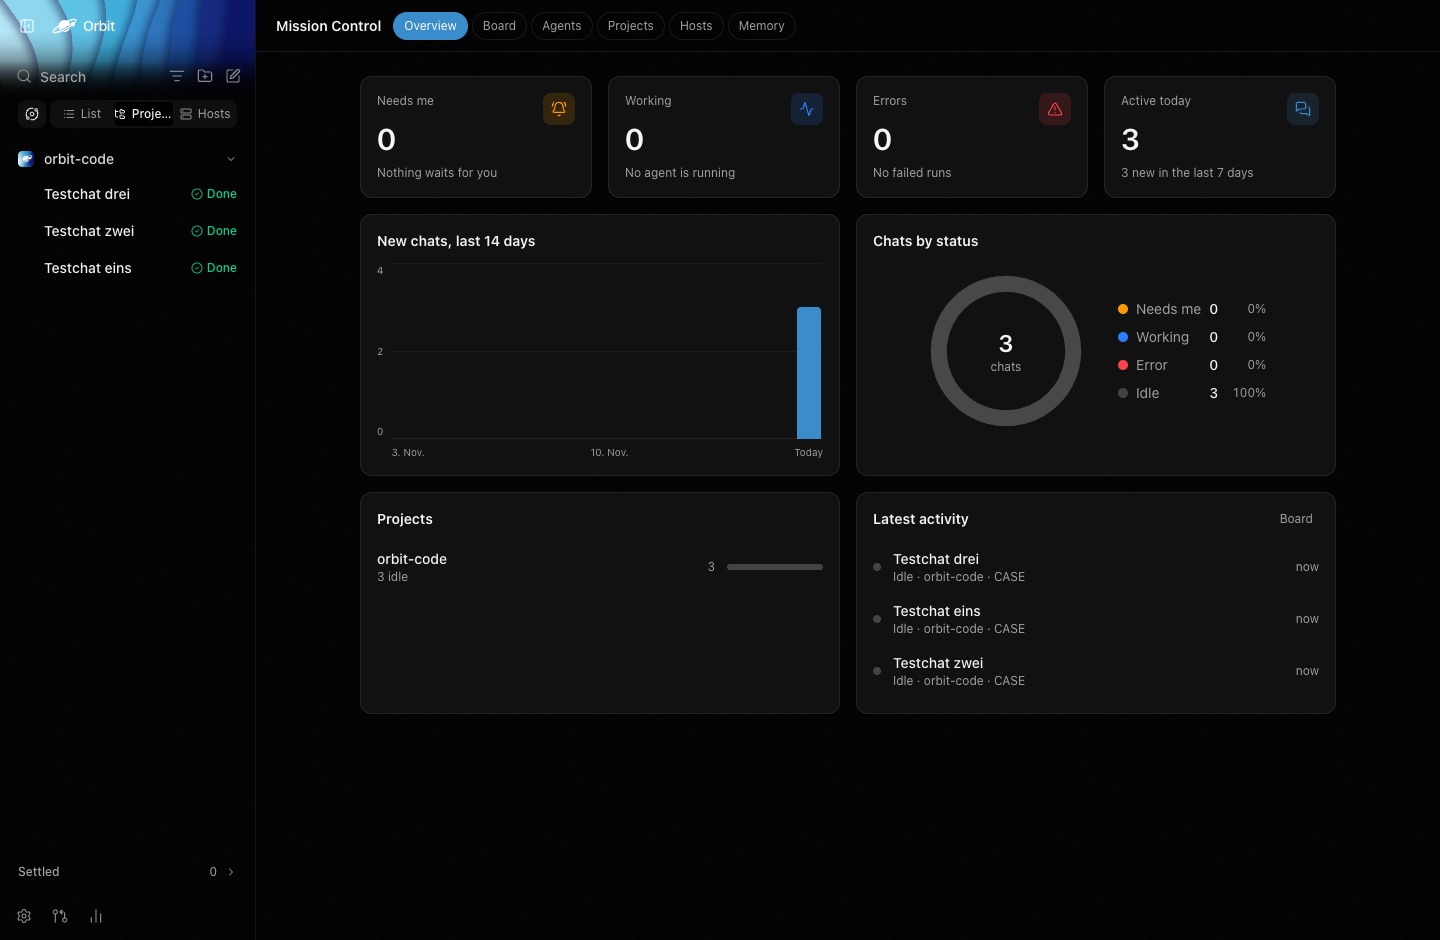 Orbit
Search
List
Proje...
Hosts
orbit-code
Testchat drei
Done
Testchat zwei
Done
Testchat eins
Done
Settled
0
Mission Control
Overview
Board
Agents
Projects
Hosts
Memory
Needs me
0
Nothing waits for you
Working
0
No agent is running
Errors
0
No failed runs
Active today
3
3 new in the last 7 days
New chats, last 14 days
4
2
0
3. Nov.
10. Nov.
Today
Chats by status
3
chats
Needs me 0 0%
Working 0 0%
Error 0 0%
Idle 3 100%
Projects
orbit-code
3 idle
3
Latest activity
Board
Testchat drei
Idle · orbit-code · CASE
now
Testchat eins
Idle · orbit-code · CASE
now
Testchat zwei
Idle · orbit-code · CASE
now